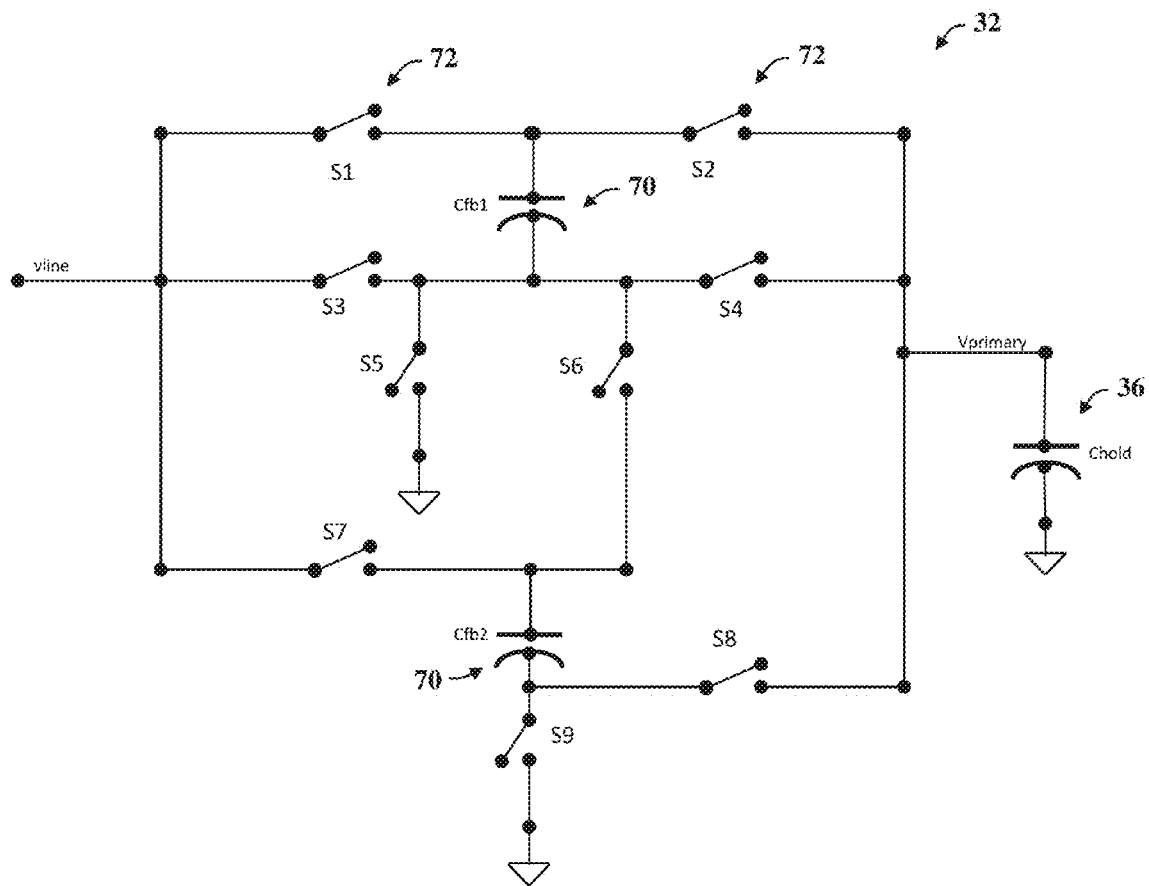 32
72
72
S1
S2
70
Cfb1
vline
S3
S4
S5
S6
Vprimary
36
Chold
S7
Cfb2
S8
70
S9